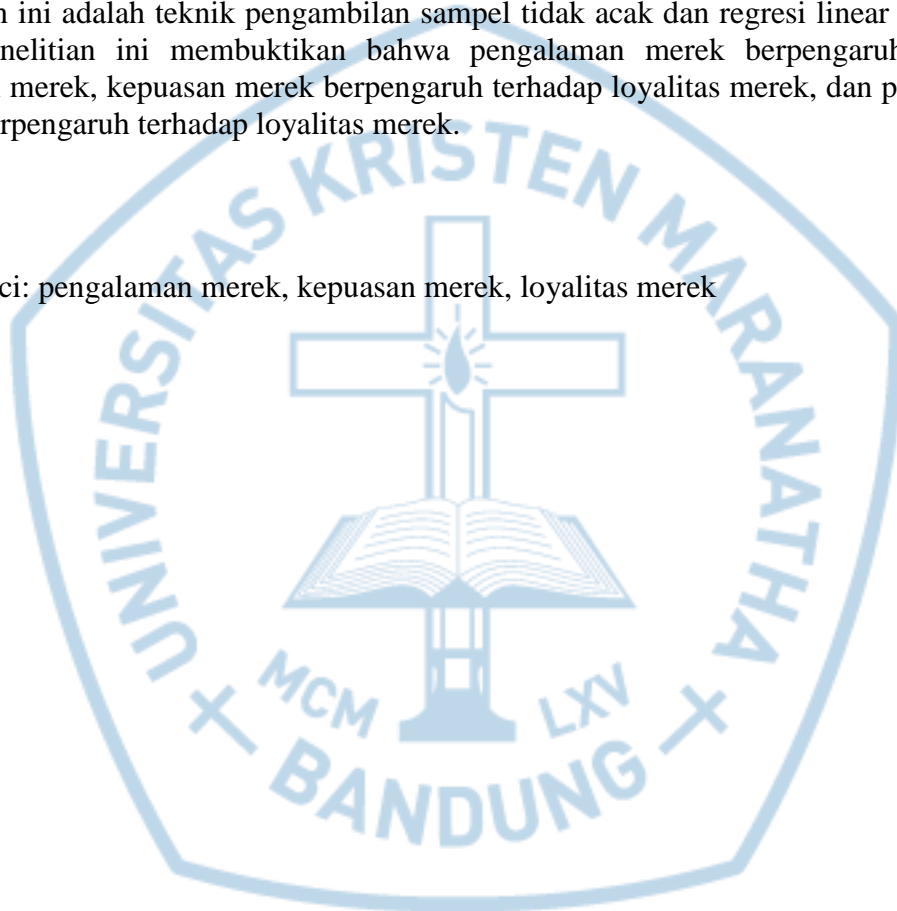 n ini adalah teknik pengambilan sampel tidak acak dan regresi linear
nelitian ini membuktikan bahwa pengalaman merek berpengaruh
merek, kepuasan merek berpengaruh terhadap loyalitas merek, dan p
erpengaruh terhadap loyalitas merek.
ci: pengalaman merek, kepuasan merek, loyalitas merek
UNIVERSITAS KRISTEN MARANATHA
MCM LXV
BANDUNG